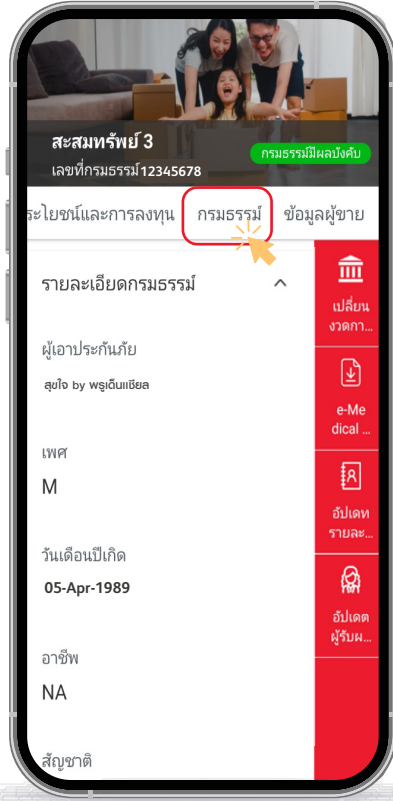 สะสมทรัพย์ 3
กรมธรรม์มีผลบังคับ
เลขที่กรมธรรม์12345678
ระโยชน์และการลงทุน กรมธรรม์ ข้อมูลผู้ขาย
รายละเอียดกรมธรรม์
ผู้เอาประกันภัย
สุขใจ by พรูเด็นเชียล
เพศ
M
วันเดือนปีเกิด
05-Apr-1989
อาชีพ
NA
สัญชาติ
เปลี่ยน
งวดกา...
e-Me
dical ...
อัปเดท
รายละ...
อัปเดต
ผู้รับผ...